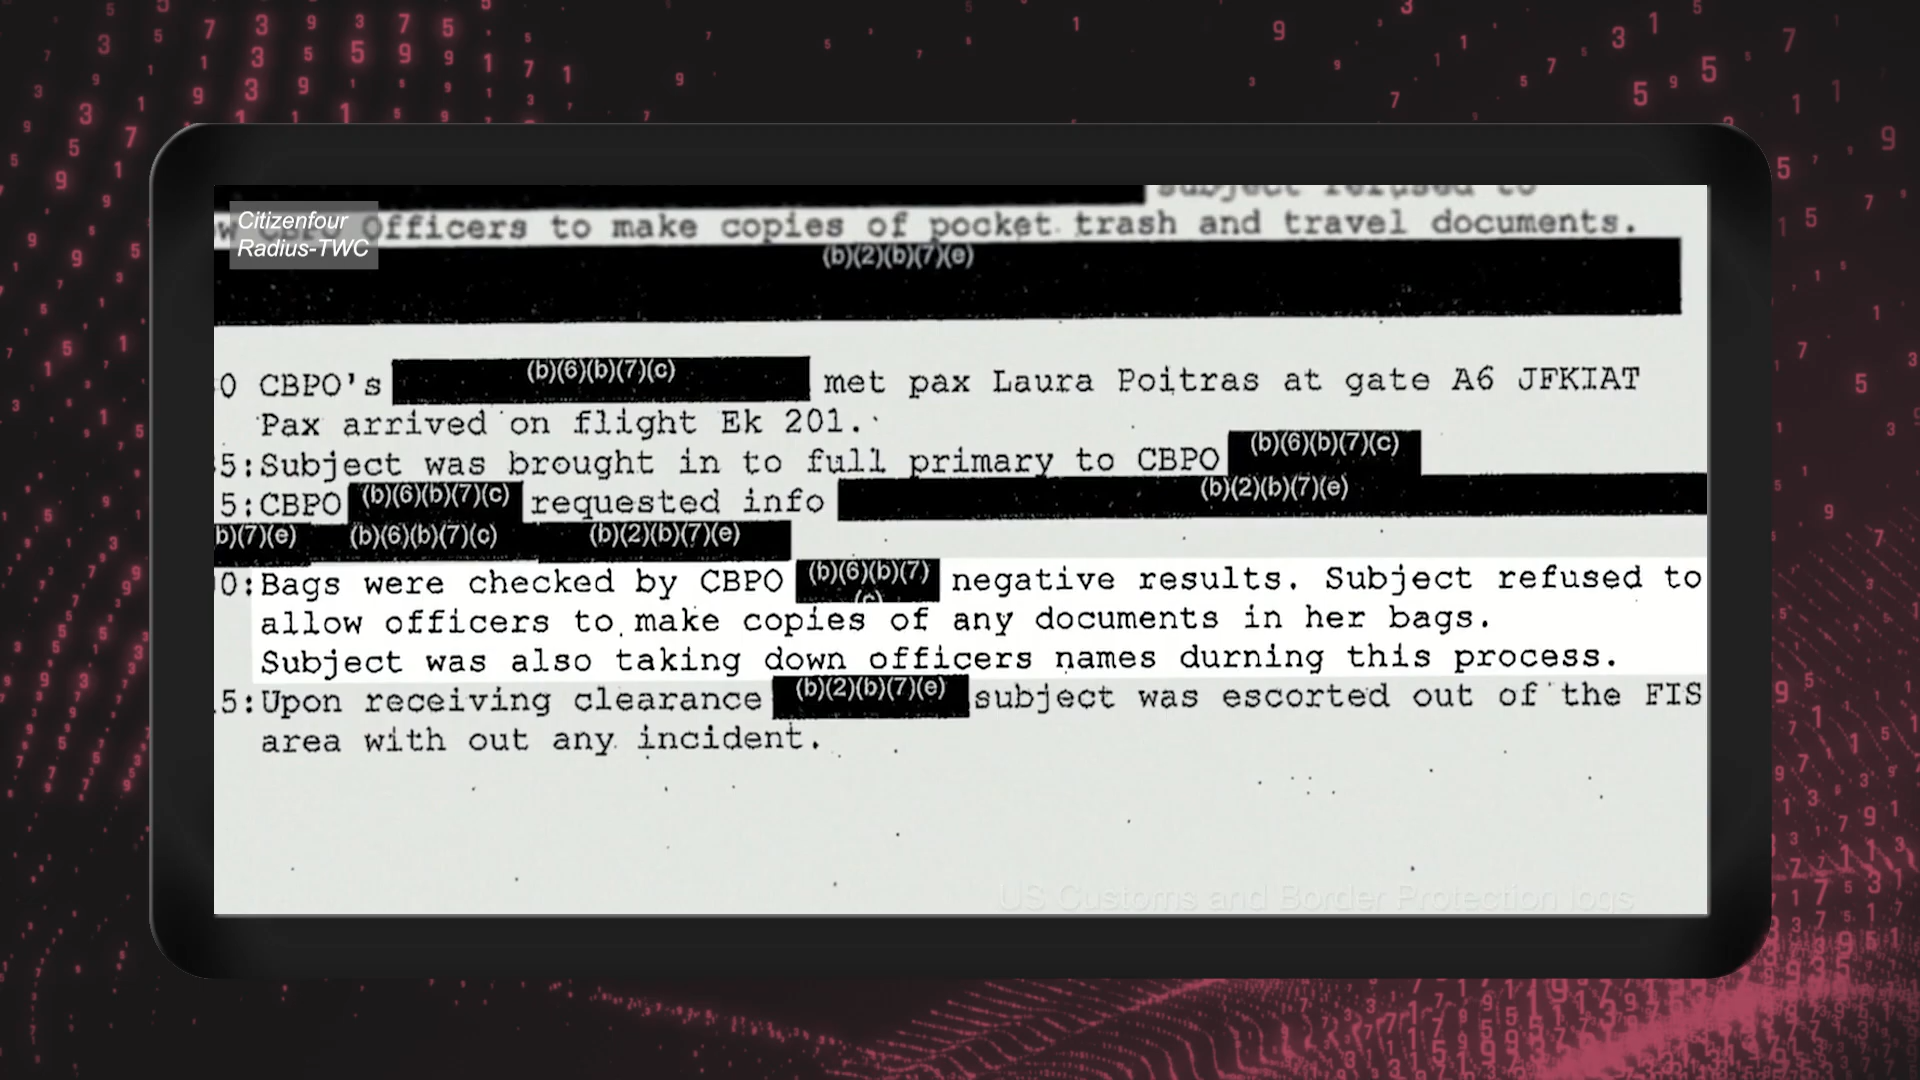 subject refused to
Citizenfour
Radius-TWC
Officers to make copies of pocket trash and travel documents.
(b)(2)(b)(7)(e)
0 CBPO's (b)(6)(b)(7)(c) met pax Laura Poitras at gate A6 JFKIAT
Pax arrived on flight Ek 201.
5:Subject was brought in to full primary to CBPO (b)(6)(b)(7)(c)
5:CBPO (b)(6)(b)(7)(c) requested info (b)(2)(b)(7)(e)
b)(7)(e) (b)(6)(b)(7)(c) (b)(2)(b)(7)(e)
0:Bags were checked by CBPO (b)(6)(b)(7)(c) negative results. Subject refused to
allow officers to make copies of any documents in her bags.
Subject was also taking down officers names durning this process.
5:Upon receiving clearance (b)(2)(b)(7)(e) subject was escorted out of the FIS
area with out any incident.
US Customs and Border Protection logs